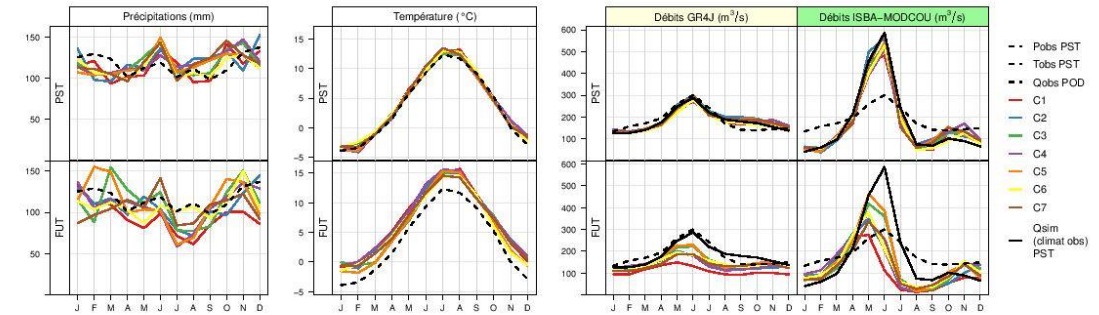 Précipitations (mm)
Température (°C)
Débits GR4J (m³/s)
Débits ISBA−MODCOU (m³/s)
PST
150
100
50
FUT
150
100
50
J F M A M J J A S O N D
PST
15
10
5
0
−5
FUT
15
10
5
0
−5
J F M A M J J A S O N D
PST
600
500
400
300
200
100
FUT
600
500
400
300
200
100
J F M A M J J A S O N D
J F M A M J J A S O N D
Pobs PST
Tobs PST
Qobs POD
C1
C2
C3
C4
C5
C6
C7
Qsim
(climat obs)
PST